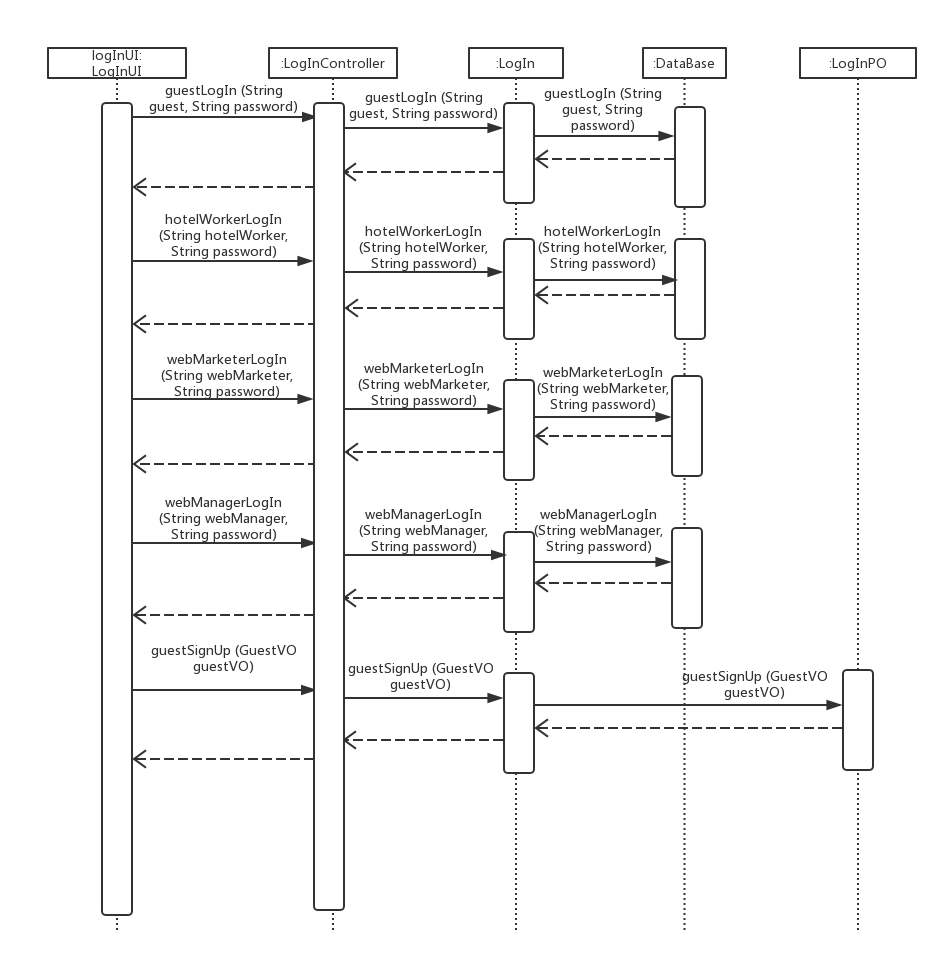 logInUI:
LogInUI
:LogInController
:LogIn
:DataBase
:LogInPO
guestLogIn (String
guest, String password)
guestLogIn (String
guest, String password)
guestLogIn (String
guest, String
password)
hotelWorkerLogIn
(String hotelWorker,
String password)
hotelWorkerLogIn
(String hotelWorker,
String password)
hotelWorkerLogIn
(String hotelWorker,
String password)
webMarketerLogIn
(String webMarketer,
String password)
webMarketerLogIn
(String webMarketer,
String password)
webMarketerLogIn
(String webMarketer,
String password)
webManagerLogIn
(String webManager,
String password)
webManagerLogIn
(String webManager,
String password)
webManagerLogIn
(String webManager,
String password)
guestSignUp (GuestVO
guestVO)
guestSignUp (GuestVO
guestVO)
guestSignUp (GuestVO
guestVO)